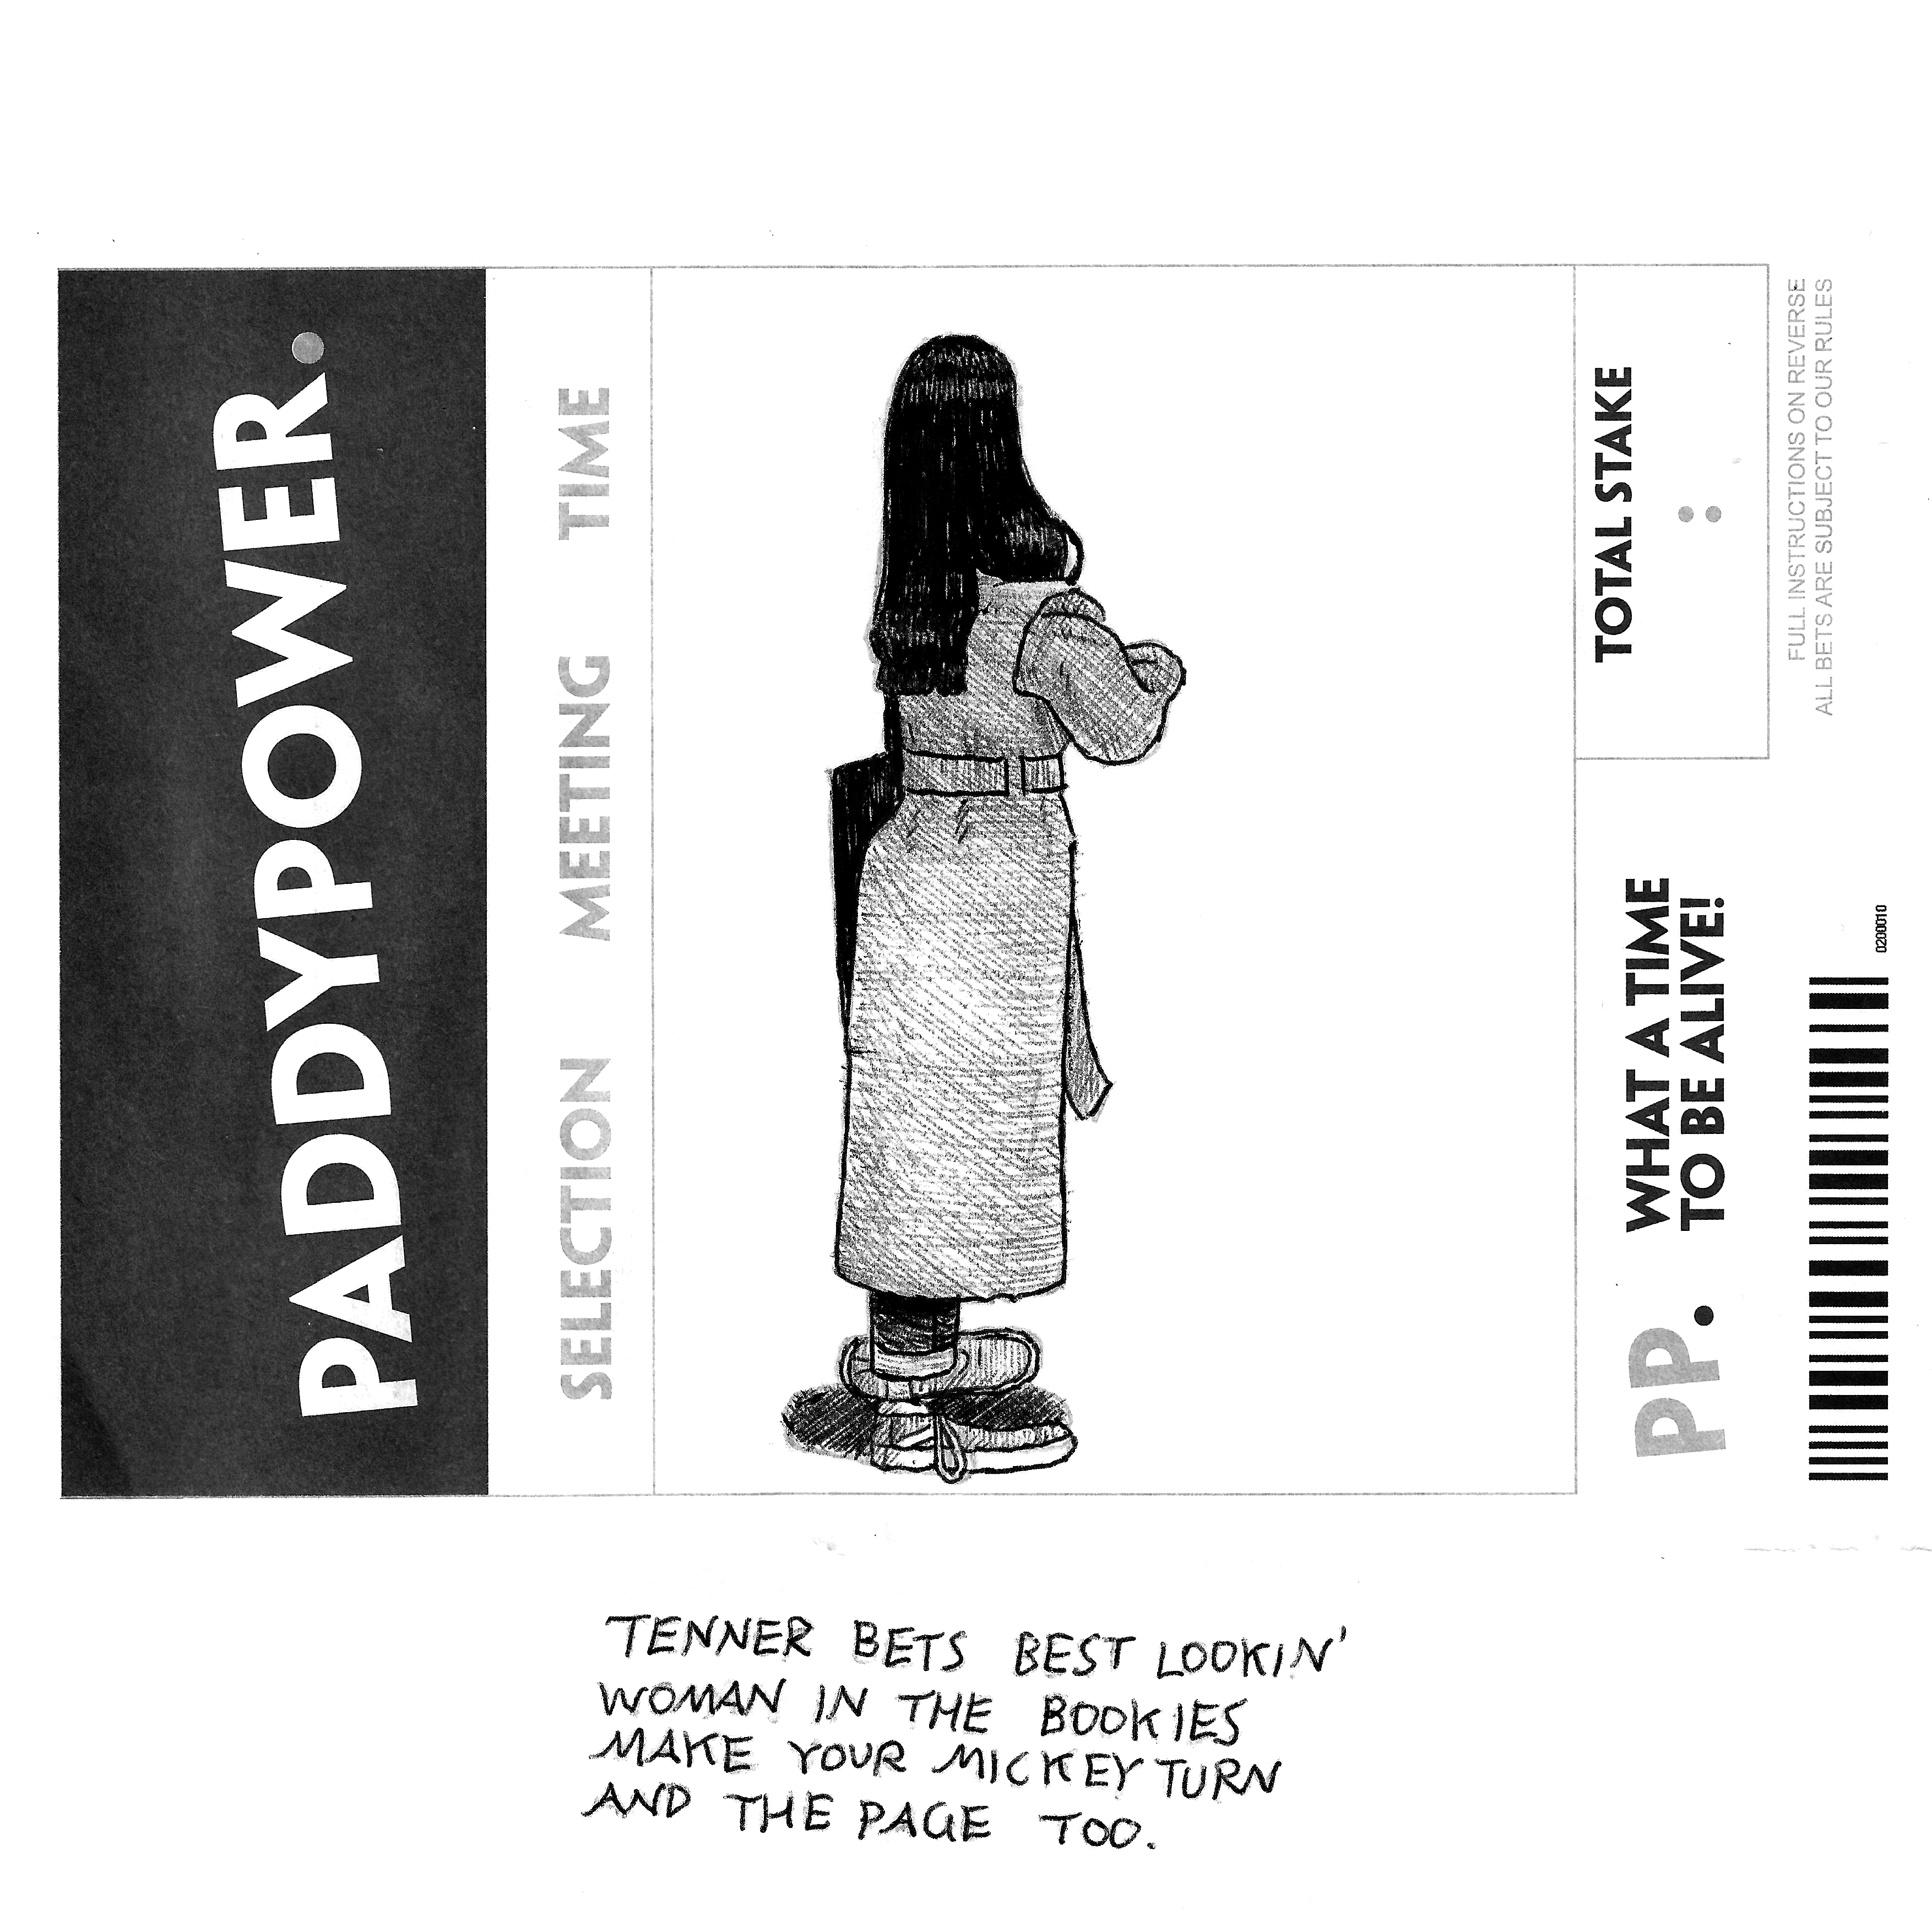 PADDYPOWER.
SELECTION MEETING TIME
TOTAL STAKE
:
PP.
WHAT A TIME
TO BE ALIVE!
FULL INSTRUCTIONS ON REVERSE
ALL BETS ARE SUBJECT TO OUR RULES
0200010
TENNER BETS BEST LOOKIN'
WOMAN IN THE BOOKIES
MAKE YOUR MICKEY TURN
AND THE PAGE TOO.